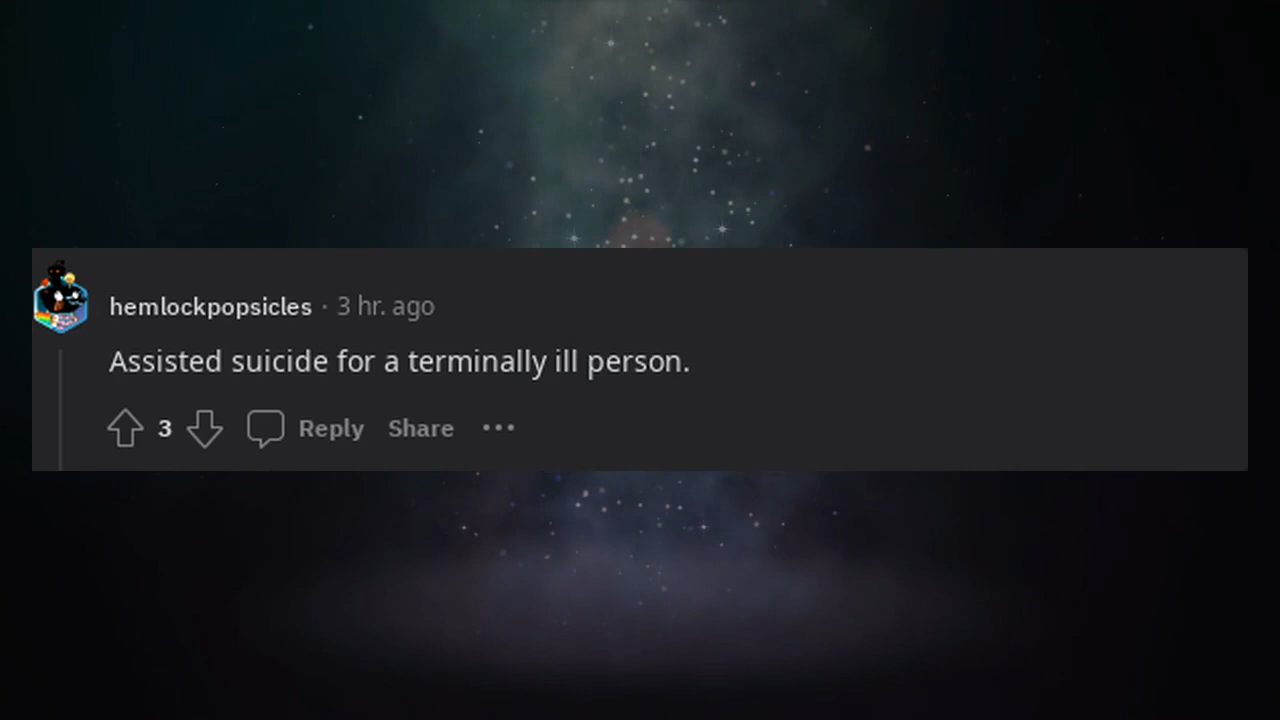 hemlockpopsicles · 3 hr. ago
Assisted suicide for a terminally ill person.
3 Reply Share •••